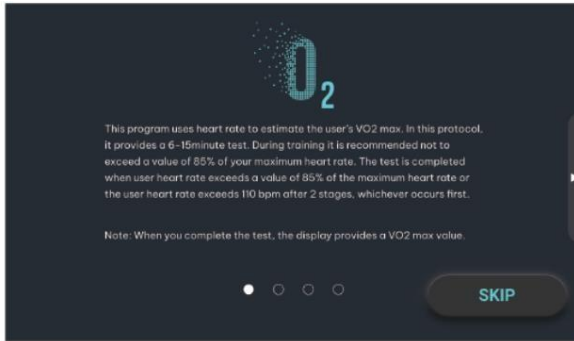 O2
This program uses heart rate to estimate the user's VO2 max. In this protocol,
it provides a 6-15minute test. During training it is recommended not to
exceed a value of 85% of your maximum heart rate. The test is completed
when user heart rate exceeds a value of 85% of the maximum heart rate or
the user heart rate exceeds 110 bpm after 2 stages, whichever occurs first.
Note: When you complete the test, the display provides a VO2 max value.
SKIP